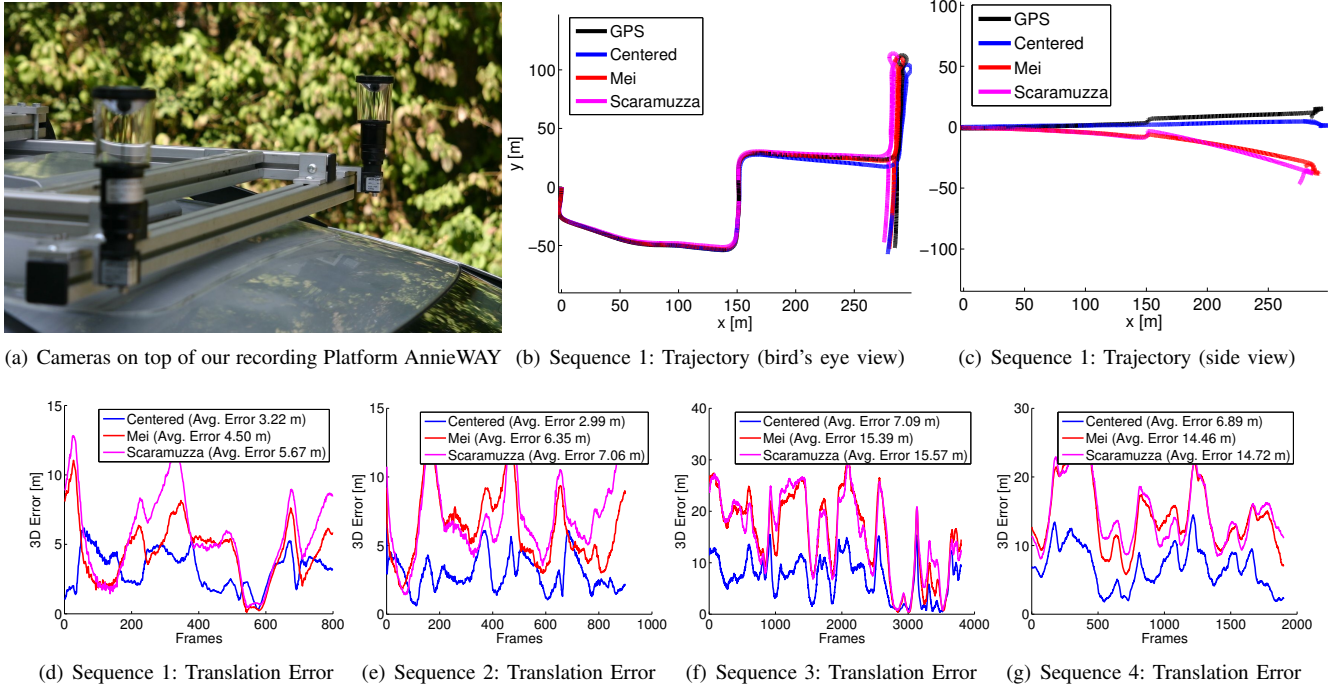 GPS
Centered
Mei
Scaramuzza
100
50
0
−50
y [m]
0 50 100 150 200 250
x [m]
GPS
Centered
Mei
Scaramuzza
100
50
0
−50
−100
0 50 100 150 200 250
x [m]
(a) Cameras on top of our recording Platform AnnieWAY
(b) Sequence 1: Trajectory (bird's eye view)
(c) Sequence 1: Trajectory (side view)
Centered (Avg. Error 3.22 m)
Mei (Avg. Error 4.50 m)
Scaramuzza (Avg. Error 5.67 m)
15
10
5
0
3D Error [m]
0 200 400 600 800
Frames
Centered (Avg. Error 2.99 m)
Mei (Avg. Error 6.35 m)
Scaramuzza (Avg. Error 7.06 m)
15
10
5
0
3D Error [m]
0 200 400 600 800 1000
Frames
Centered (Avg. Error 7.09 m)
Mei (Avg. Error 15.39 m)
Scaramuzza (Avg. Error 15.57 m)
40
30
20
10
0
3D Error [m]
0 1000 2000 3000 4000
Frames
Centered (Avg. Error 6.89 m)
Mei (Avg. Error 14.46 m)
Scaramuzza (Avg. Error 14.72 m)
30
20
10
0
3D Error [m]
0 500 1000 1500 2000
Frames
(d) Sequence 1: Translation Error
(e) Sequence 2: Translation Error
(f) Sequence 3: Translation Error
(g) Sequence 4: Translation Error